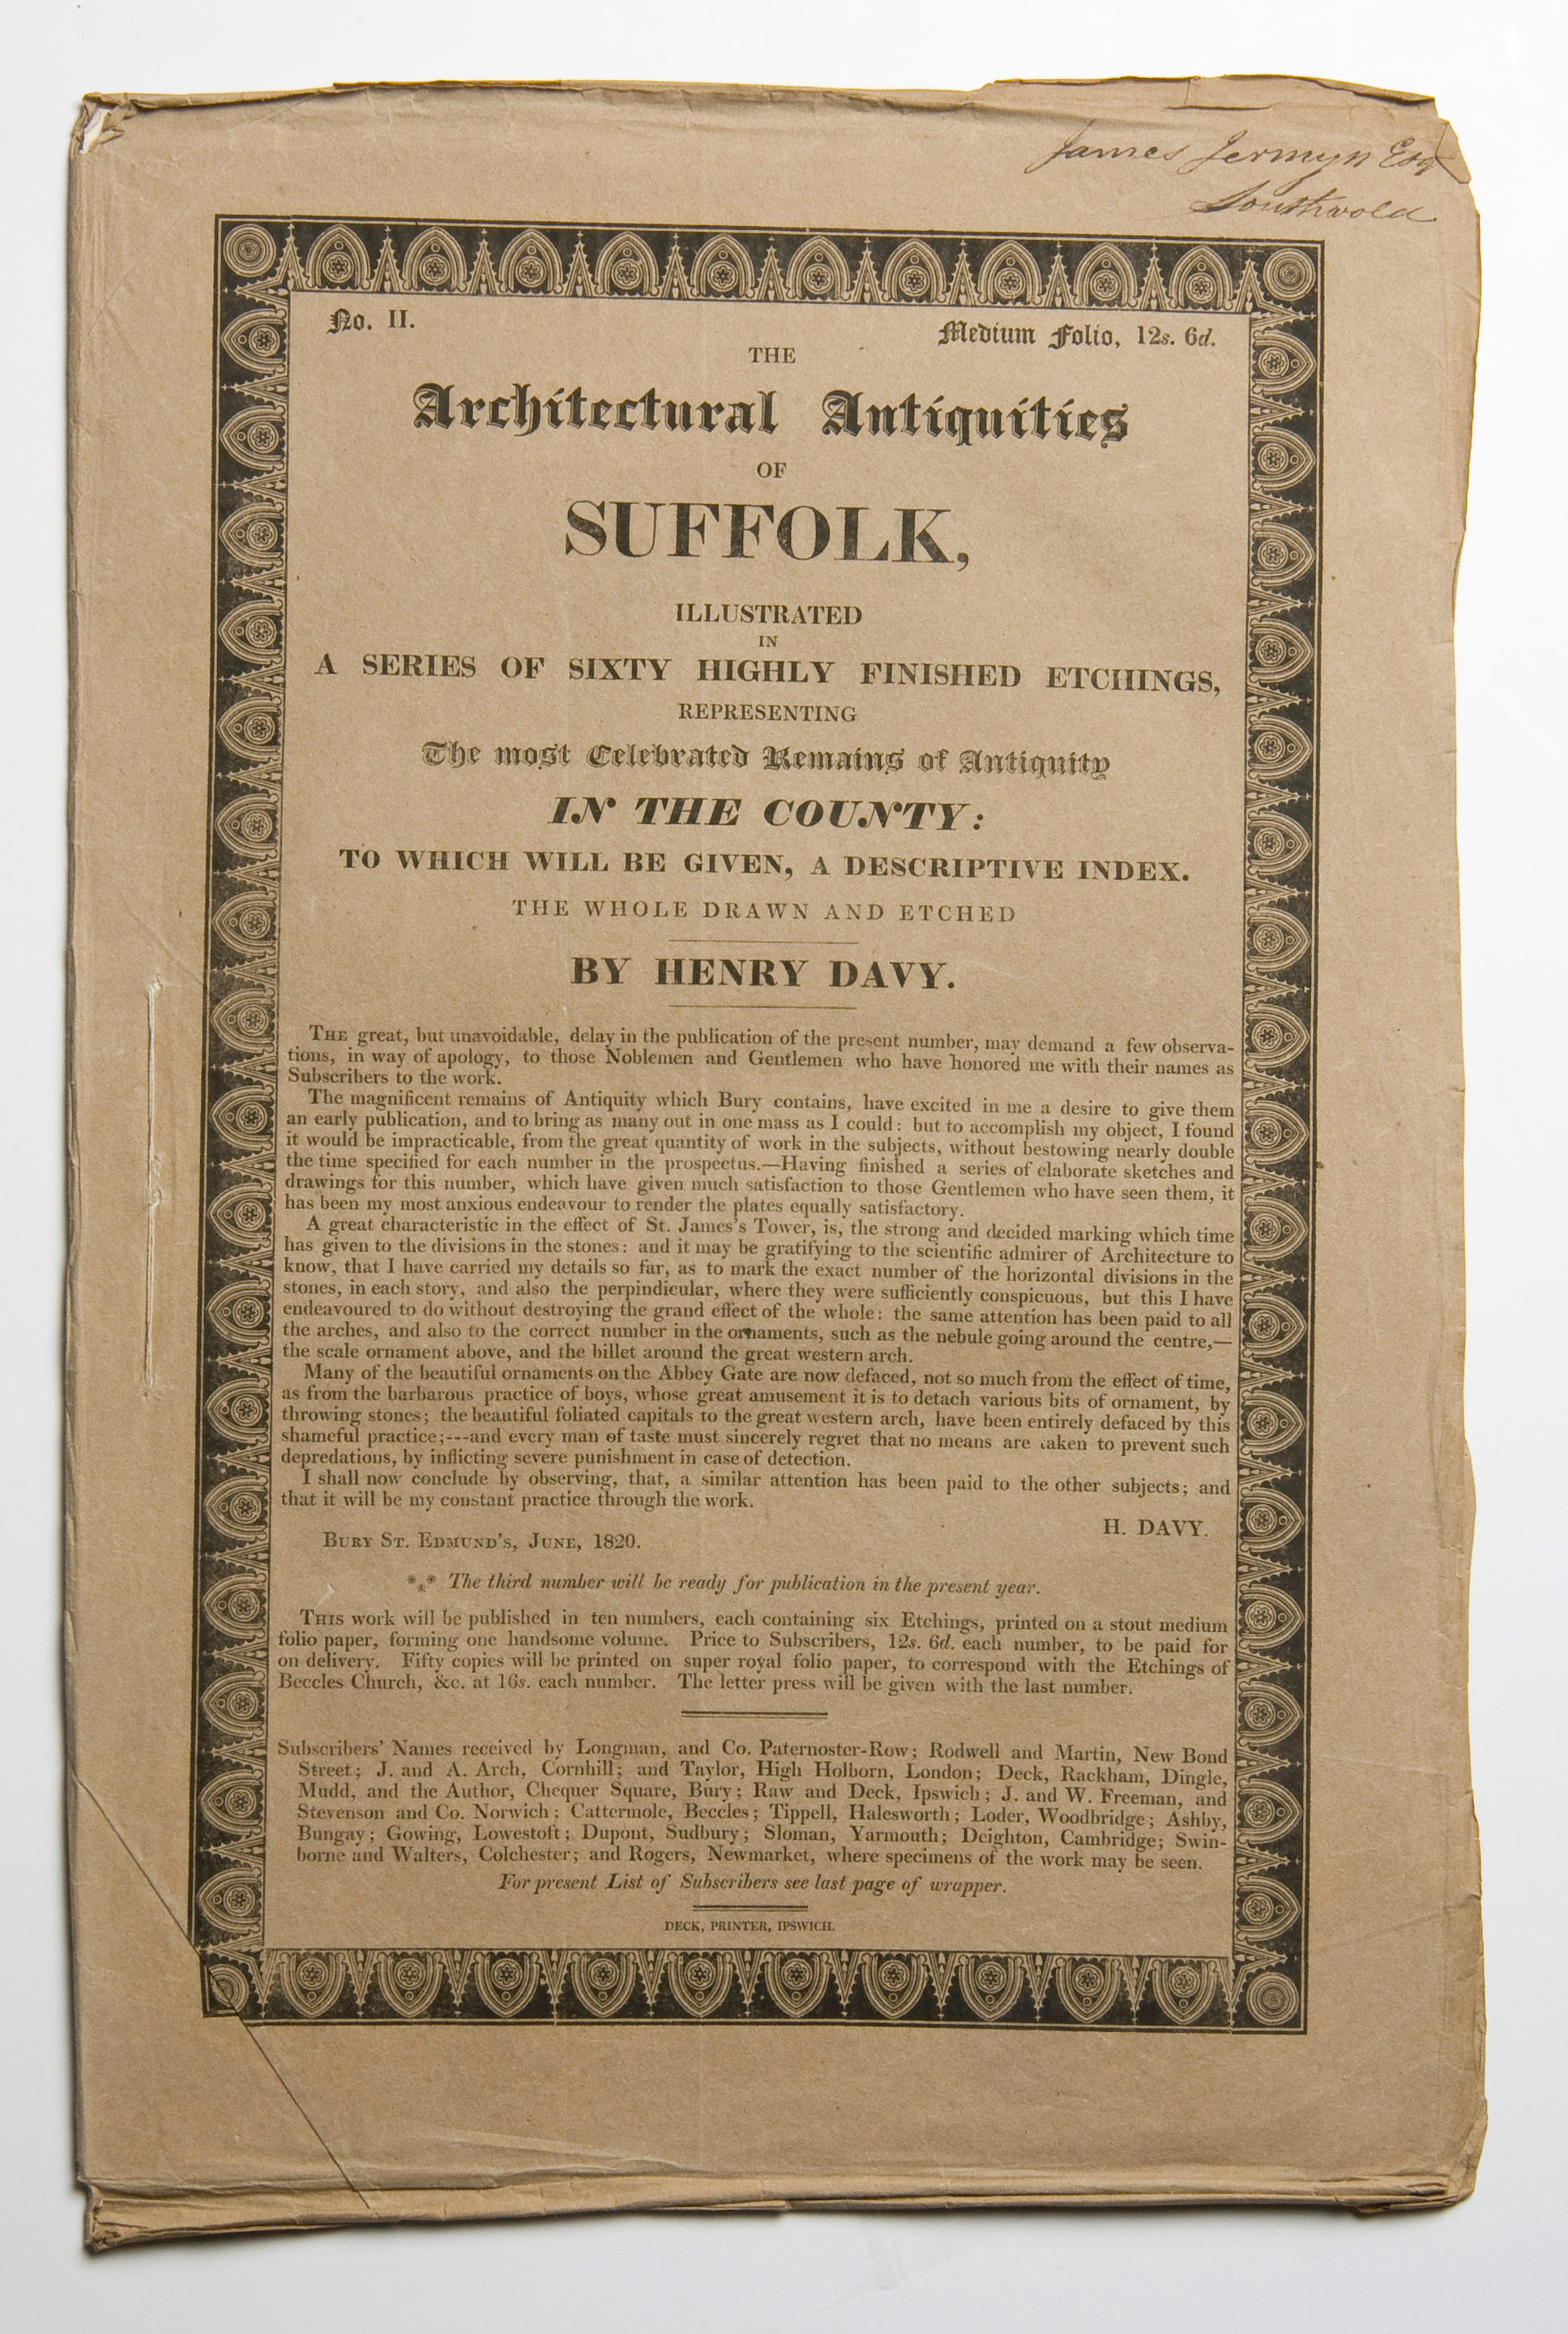 James Jermyn Esq
Southwold
No. II.
Medium Folio, 12s. 6d.
THE
Architectural Antiquities
OF
SUFFOLK,
ILLUSTRATED
IN
A SERIES OF SIXTY HIGHLY FINISHED ETCHINGS,
REPRESENTING
The most Celebrated Remains of Antiquity
IN THE COUNTY:
TO WHICH WILL BE GIVEN, A DESCRIPTIVE INDEX.
THE WHOLE DRAWN AND ETCHED
BY HENRY DAVY.
THE great, but unavoidable, delay in the publication of the present number, may demand a few observa-
tions, in way of apology, to those Noblemen and Gentlemen who have honored me with their names as
Subscribers to the work.
The magnificent remains of Antiquity which Bury contains, have excited in me a desire to give them
an early publication, and to bring as many out in one mass as I could: but to accomplish my object, I found
it would be impracticable, from the great quantity of work in the subjects, without bestowing nearly double
the time specified for each number in the prospectus.—Having finished a series of elaborate sketches and
drawings for this number, which have given much satisfaction to those Gentlemen who have seen them, it
has been my most anxious endeavour to render the plates equally satisfactory.
A great characteristic in the effect of St. James's Tower, is, the strong and decided marking which time
has given to the divisions in the stones: and it may be gratifying to the scientific admirer of Architecture to
know, that I have carried my details so far, as to mark the exact number of the horizontal divisions in the
stones, in each story, and also the perpindicular, where they were sufficiently conspicuous, but this I have
endeavoured to do without destroying the grand effect of the whole: the same attention has been paid to all
the arches, and also to the correct number in the ornaments, such as the nebule going around the centre,—
the scale ornament above, and the billet around the great western arch.
Many of the beautiful ornaments on the Abbey Gate are now defaced, not so much from the effect of time,
as from the barbarous practice of boys, whose great amusement it is to detach various bits of ornament, by
throwing stones; the beautiful foliated capitals to the great western arch, have been entirely defaced by this
shameful practice;---and every man of taste must sincerely regret that no means are taken to prevent such
depredations, by inflicting severe punishment in case of detection.
I shall now conclude by observing, that, a similar attention has been paid to the other subjects; and
that it will be my constant practice through the work.
H. DAVY.
BURY ST. EDMUND'S, JUNE, 1820.
*** The third number will be ready for publication in the present year.
THIS work will be published in ten numbers, each containing six Etchings, printed on a stout medium
folio paper, forming one handsome volume. Price to Subscribers, 12s. 6d. each number, to be paid for
on delivery. Fifty copies will be printed on super royal folio paper, to correspond with the Etchings of
Beccles Church, &c. at 16s. each number. The letter press will be given with the last number.
Subscribers' Names received by Longman, and Co. Paternoster-Row; Rodwell and Martin, New Bond
Street; J. and A. Arch, Cornhill; and Taylor, High Holborn, London; Deck, Rackham, Dingle,
Mudd, and the Author, Chequer Square, Bury; Raw and Deck, Ipswich; J. and W. Freeman, and
Stevenson and Co. Norwich; Cattermole, Beccles; Tippell, Halesworth; Loder, Woodbridge; Ashby,
Bungay; Gowing, Lowestoft; Dupont, Sudbury; Sloman, Yarmouth; Deighton, Cambridge; Swin-
borne and Walters, Colchester; and Rogers, Newmarket, where specimens of the work may be seen.
For present List of Subscribers see last page of wrapper.
DECK, PRINTER, IPSWICH.